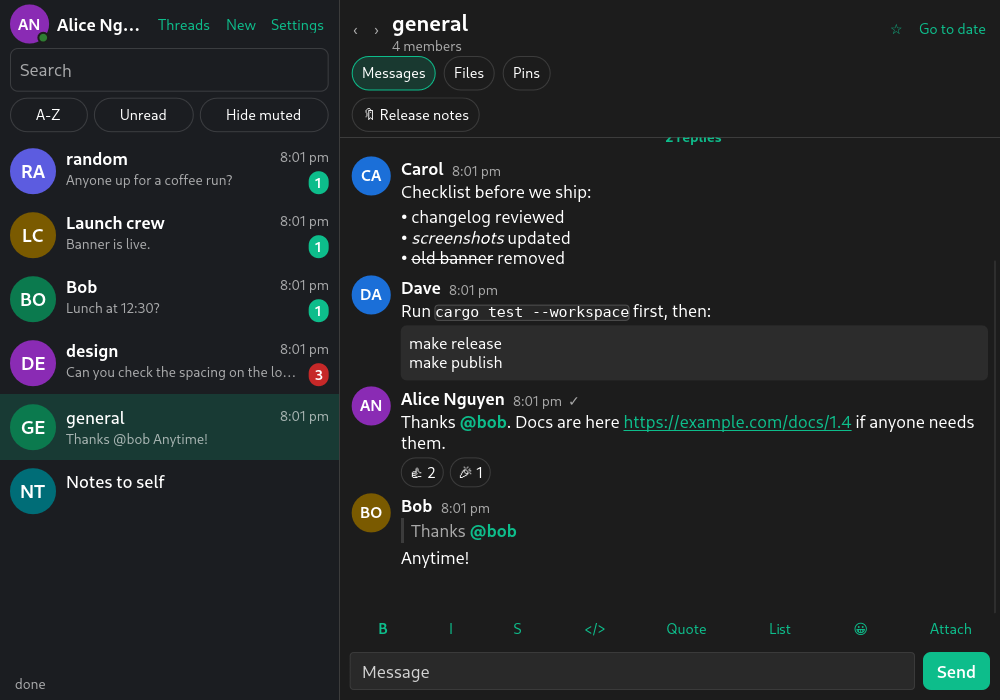 AN Alice Ng… Threads New Settings
Search
A-Z Unread Hide muted
RA random 8:01 pm
Anyone up for a coffee run? 1
LC Launch crew 8:01 pm
Banner is live. 1
BO Bob 8:01 pm
Lunch at 12:30? 1
DE design 8:01 pm
Can you check the spacing on the lo… 3
GE general 8:01 pm
Thanks @bob Anytime!
NT Notes to self
done
‹ › general ☆ Go to date
4 members
Messages Files Pins
Release notes
2 replies
CA Carol 8:01 pm
Checklist before we ship:
• changelog reviewed
• screenshots updated
• old banner removed
DA Dave 8:01 pm
Run cargo test --workspace first, then:
make release
make publish
AN Alice Nguyen 8:01 pm ✓
Thanks @bob. Docs are here https://example.com/docs/1.4 if anyone needs
them.
👍 2 🎉 1
BO Bob 8:01 pm
Thanks @bob
Anytime!
B I S </> Quote List 😀 Attach
Message Send